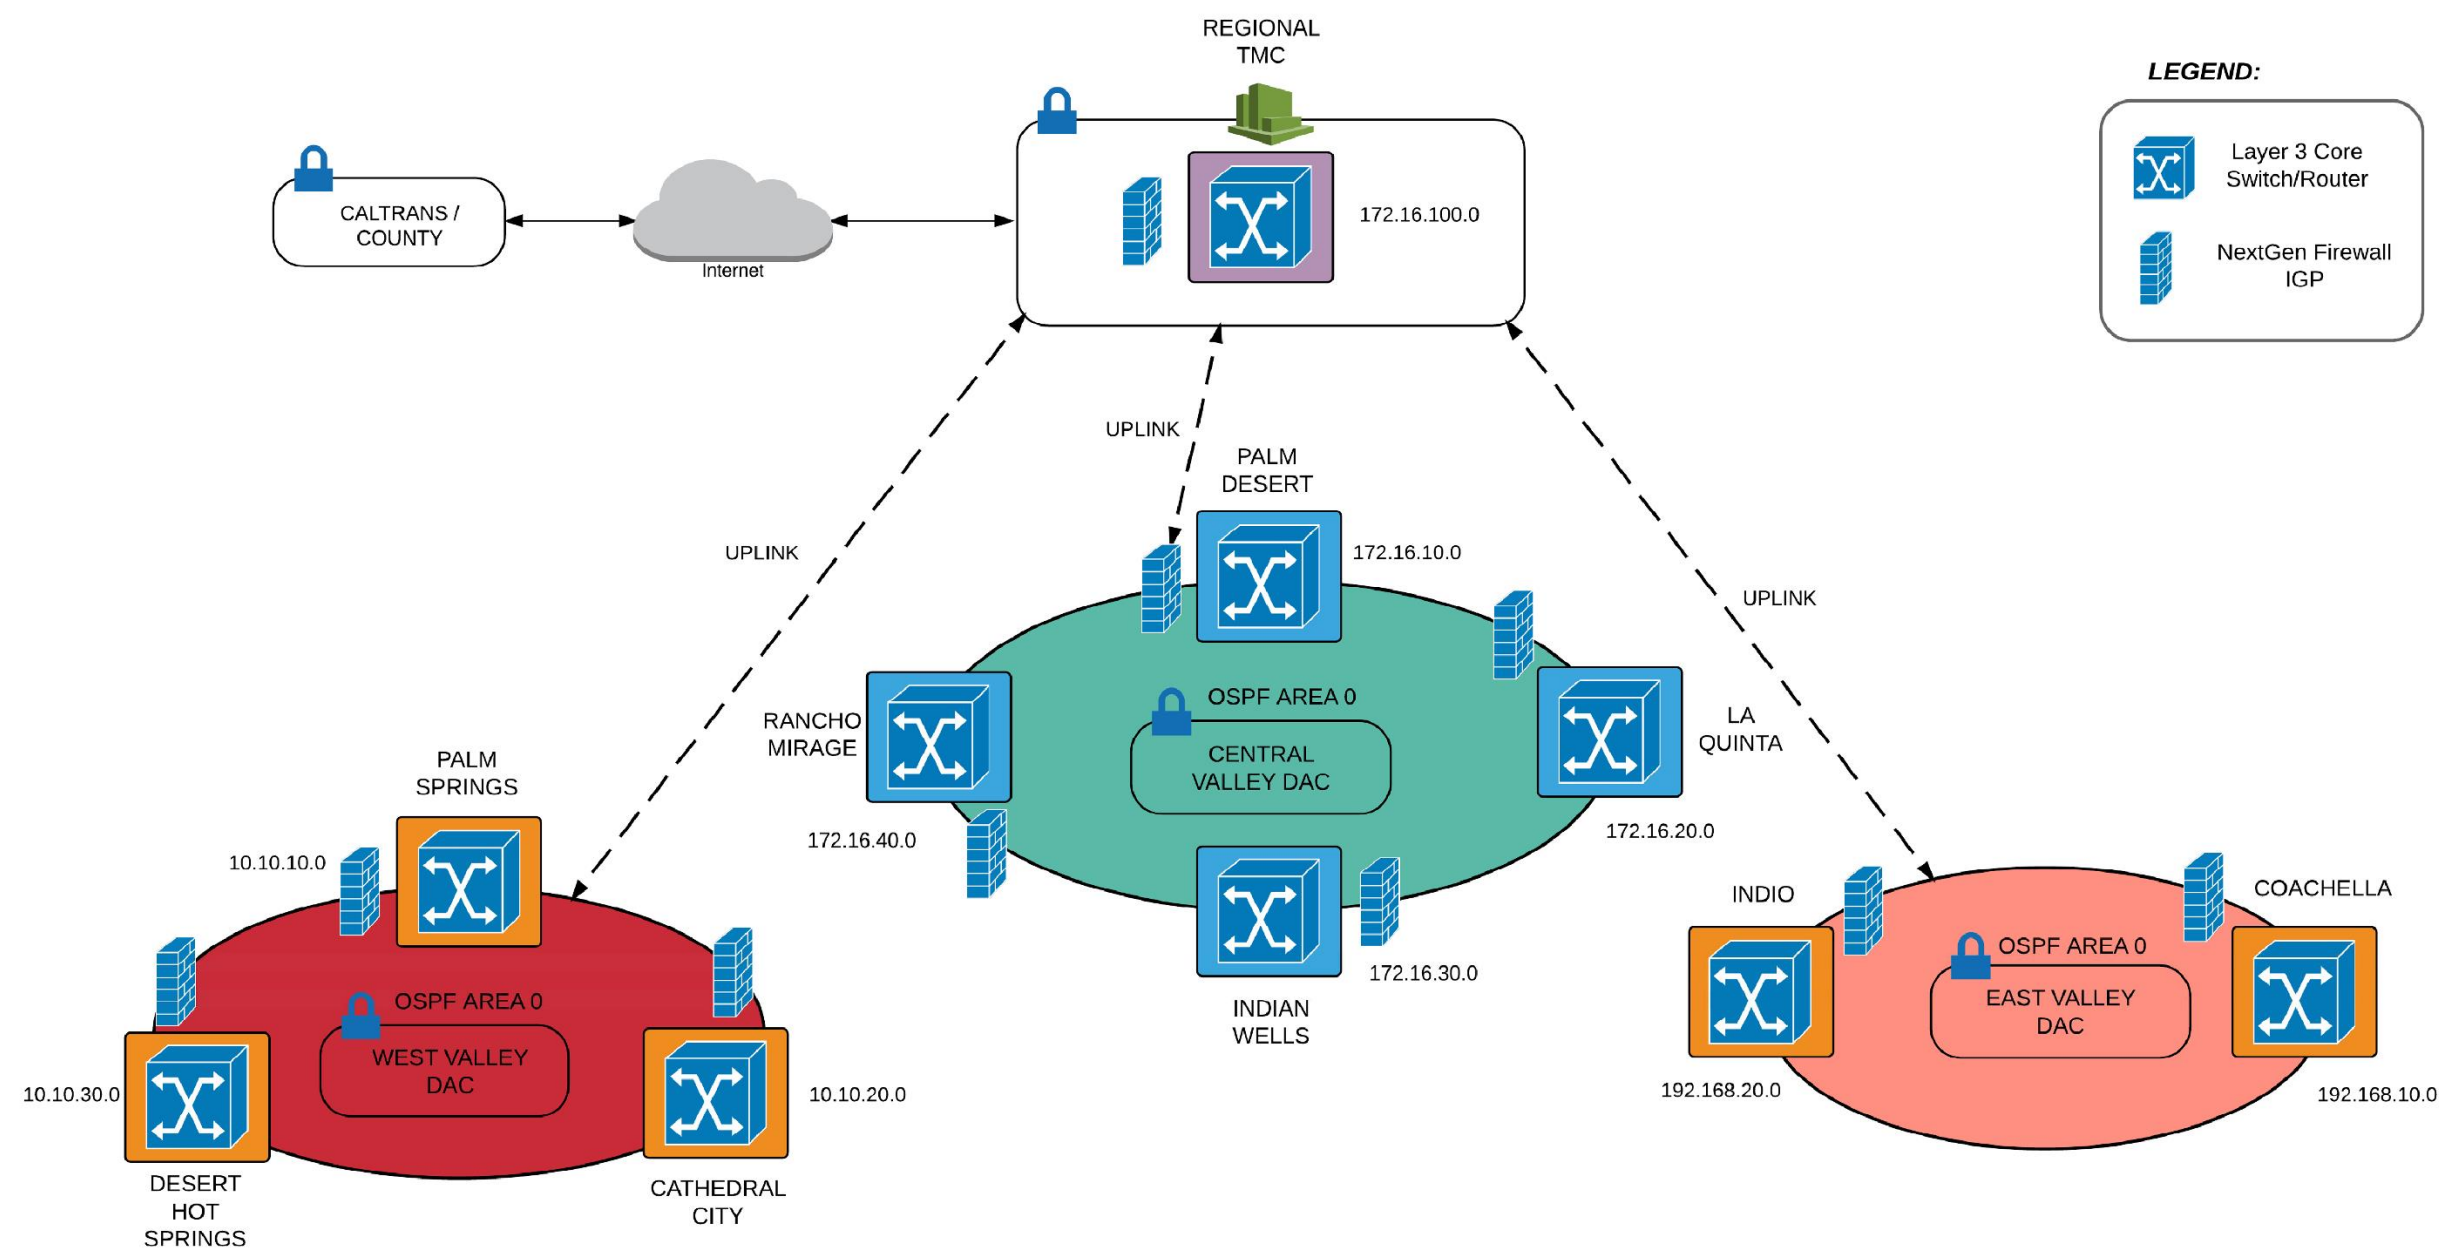 REGIONAL
TMC
LEGEND:
Layer 3 Core
Switch/Router
NextGen Firewall
IGP
CALTRANS /
COUNTY
Internet
172.16.100.0
UPLINK
UPLINK
UPLINK
PALM
DESERT
172.16.10.0
RANCHO
MIRAGE
172.16.40.0
OSPF AREA 0
CENTRAL
VALLEY DAC
LA
QUINTA
172.16.20.0
172.16.30.0
INDIAN
WELLS
PALM
SPRINGS
10.10.10.0
OSPF AREA 0
WEST VALLEY
DAC
10.10.30.0
DESERT
HOT
SPRINGS
10.10.20.0
CATHEDRAL
CITY
INDIO
192.168.20.0
OSPF AREA 0
EAST VALLEY
DAC
COACHELLA
192.168.10.0